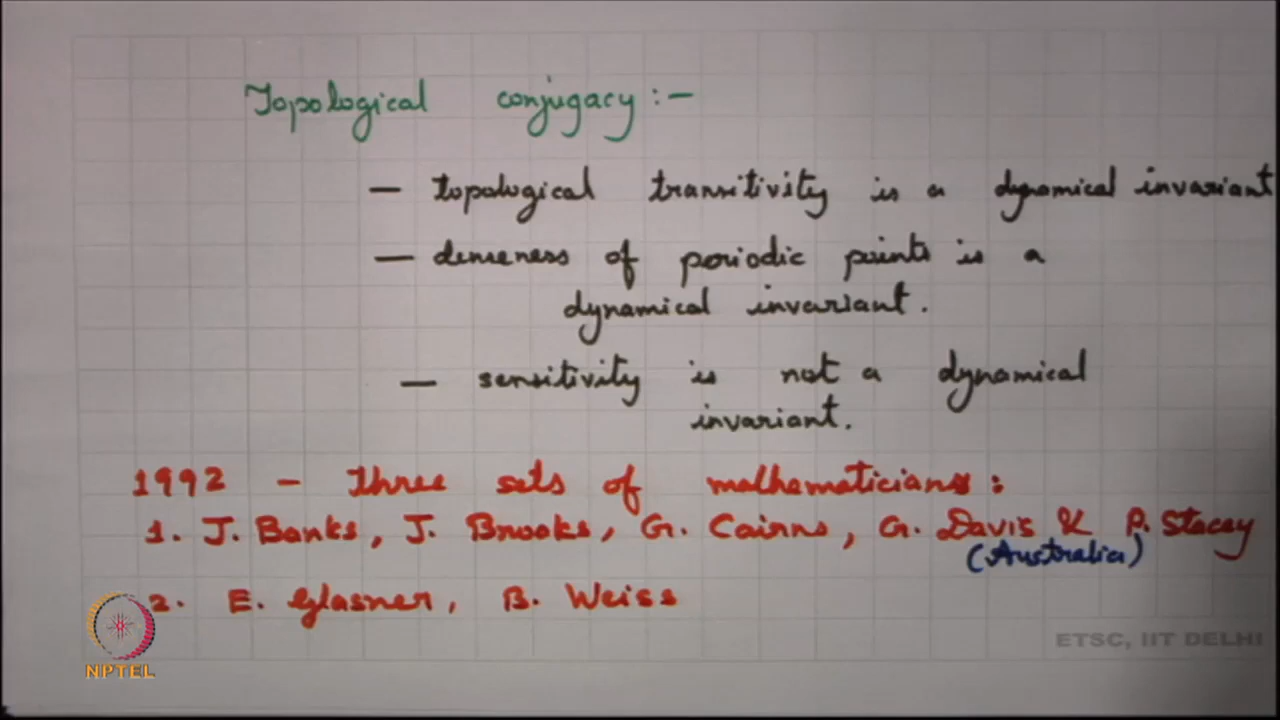 Topological conjugacy :-
— topological transitivity is a dynamical invariant
— denseness of periodic points is a
dynamical invariant.
— sensitivity is not a dynamical
invariant.
1992 - Three sets of mathematicians :
1. J. Banks, J. Brooks, G. Cairns, G. Davis & P. Stacey
(Australia)
2. E. Glasner, B. Weiss
NPTEL
ETSC, IIT DELHI